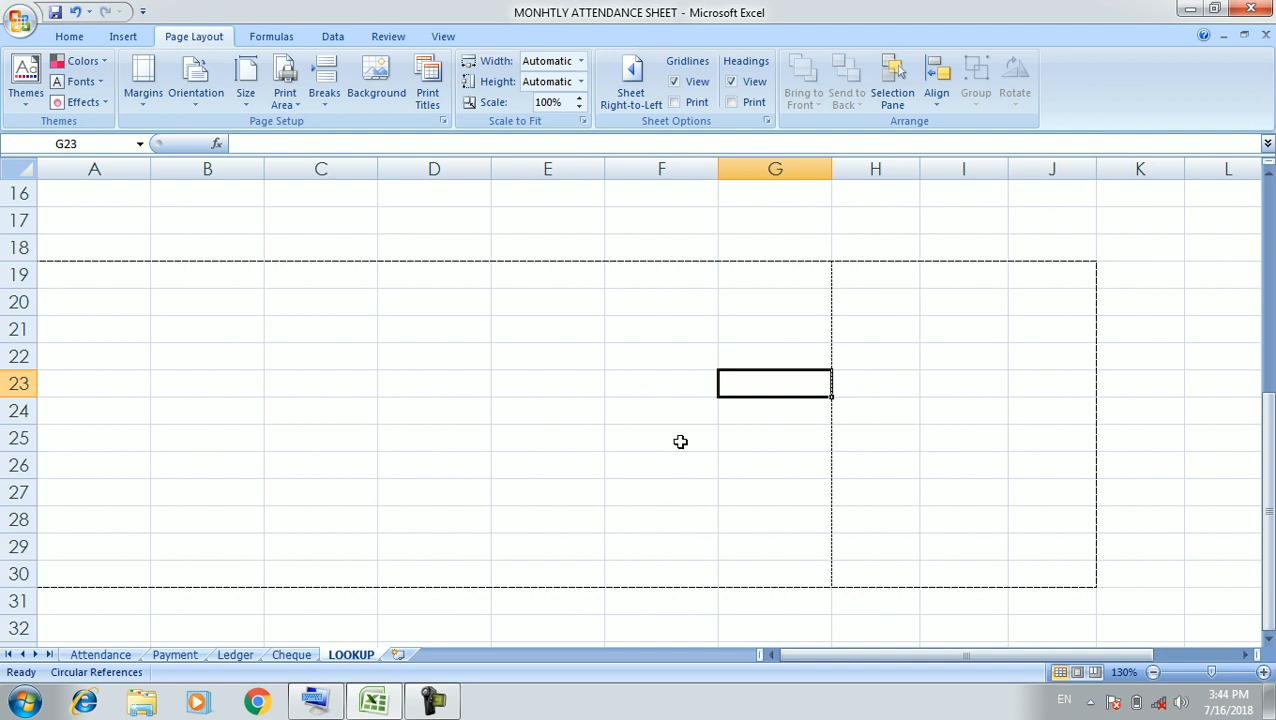 MONHTLY ATTENDANCE SHEET - Microsoft Excel
Home Insert Page Layout Formulas Data Review View
Themes Colors Fonts Effects Margins Orientation Size Print Area Breaks Background Print Titles Width: Automatic Height: Automatic Scale: 100% Sheet Right-to-Left Gridlines View Print Headings View Print Bring to Front Send to Back Selection Pane Align Group Rotate
Themes Page Setup Scale to Fit Sheet Options Arrange
G23 fx
A B C D E F G H I J K L
16
17
18
19
20
21
22
23
24
25
26
27
28
29
30
31
32
Attendance Payment Ledger Cheque LOOKUP
Ready Circular References 130%
EN 3:44 PM
7/16/2018